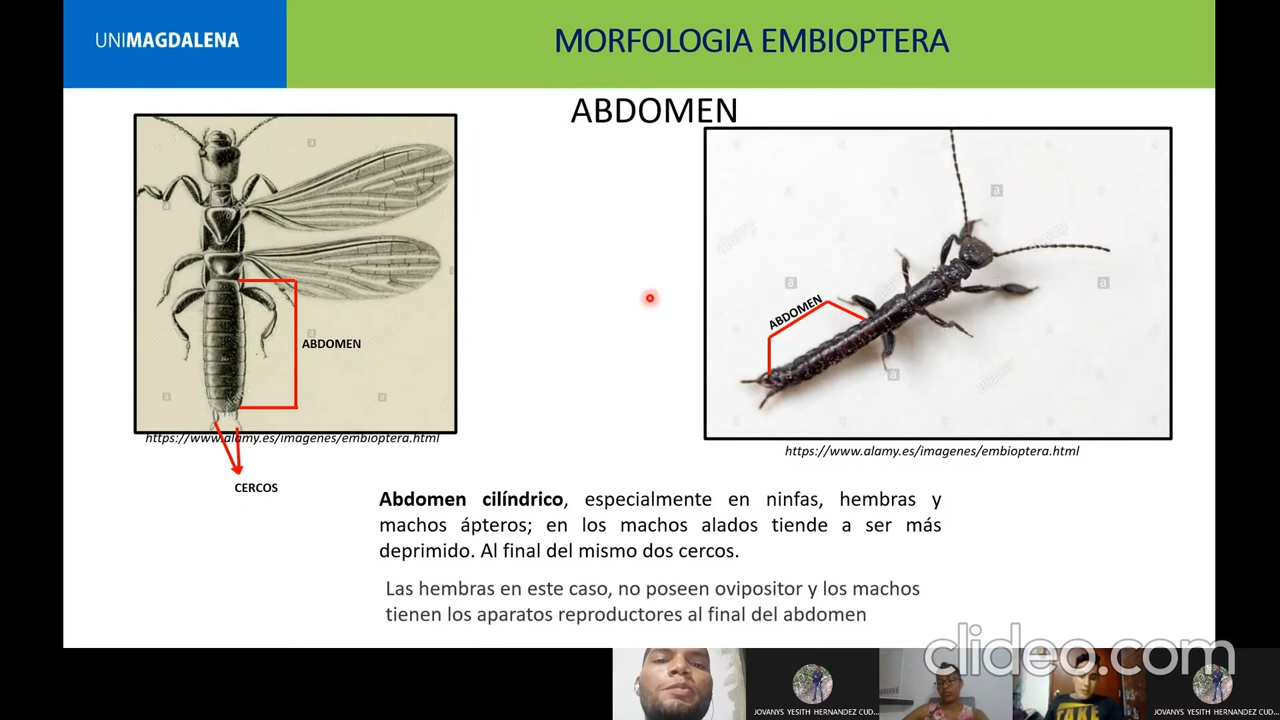 UNIMAGDALENA
MORFOLOGIA EMBIOPTERA
ABDOMEN
ABDOMEN
https://www.alamy.es/imagenes/embioptera.html
CERCOS
ABDOMEN
https://www.alamy.es/imagenes/embioptera.html
Abdomen cilíndrico, especialmente en ninfas, hembras y
machos ápteros; en los machos alados tiende a ser más
deprimido. Al final del mismo dos cercos.
Las hembras en este caso, no poseen ovipositor y los machos
tienen los aparatos reproductores al final del abdomen
clideo.com
JOVANYS YESITH HERNANDEZ CUD...
JOVANYS YESITH HERNANDEZ CUD...
TAKE